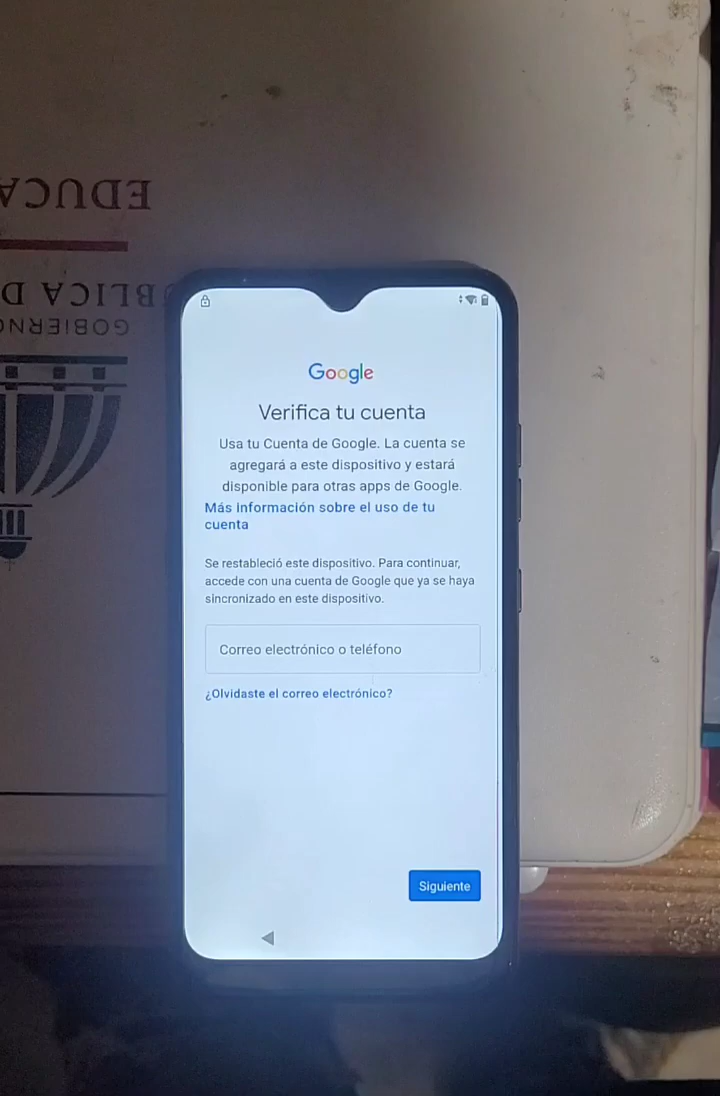 EDUCA
BLICA D
GOBIERNO
Google
Verifica tu cuenta
Usa tu Cuenta de Google. La cuenta se
agregará a este dispositivo y estará
disponible para otras apps de Google.
Más información sobre el uso de tu
cuenta
Se restableció este dispositivo. Para continuar,
accede con una cuenta de Google que ya se haya
sincronizado en este dispositivo.
Correo electrónico o teléfono
¿Olvidaste el correo electrónico?
Siguiente